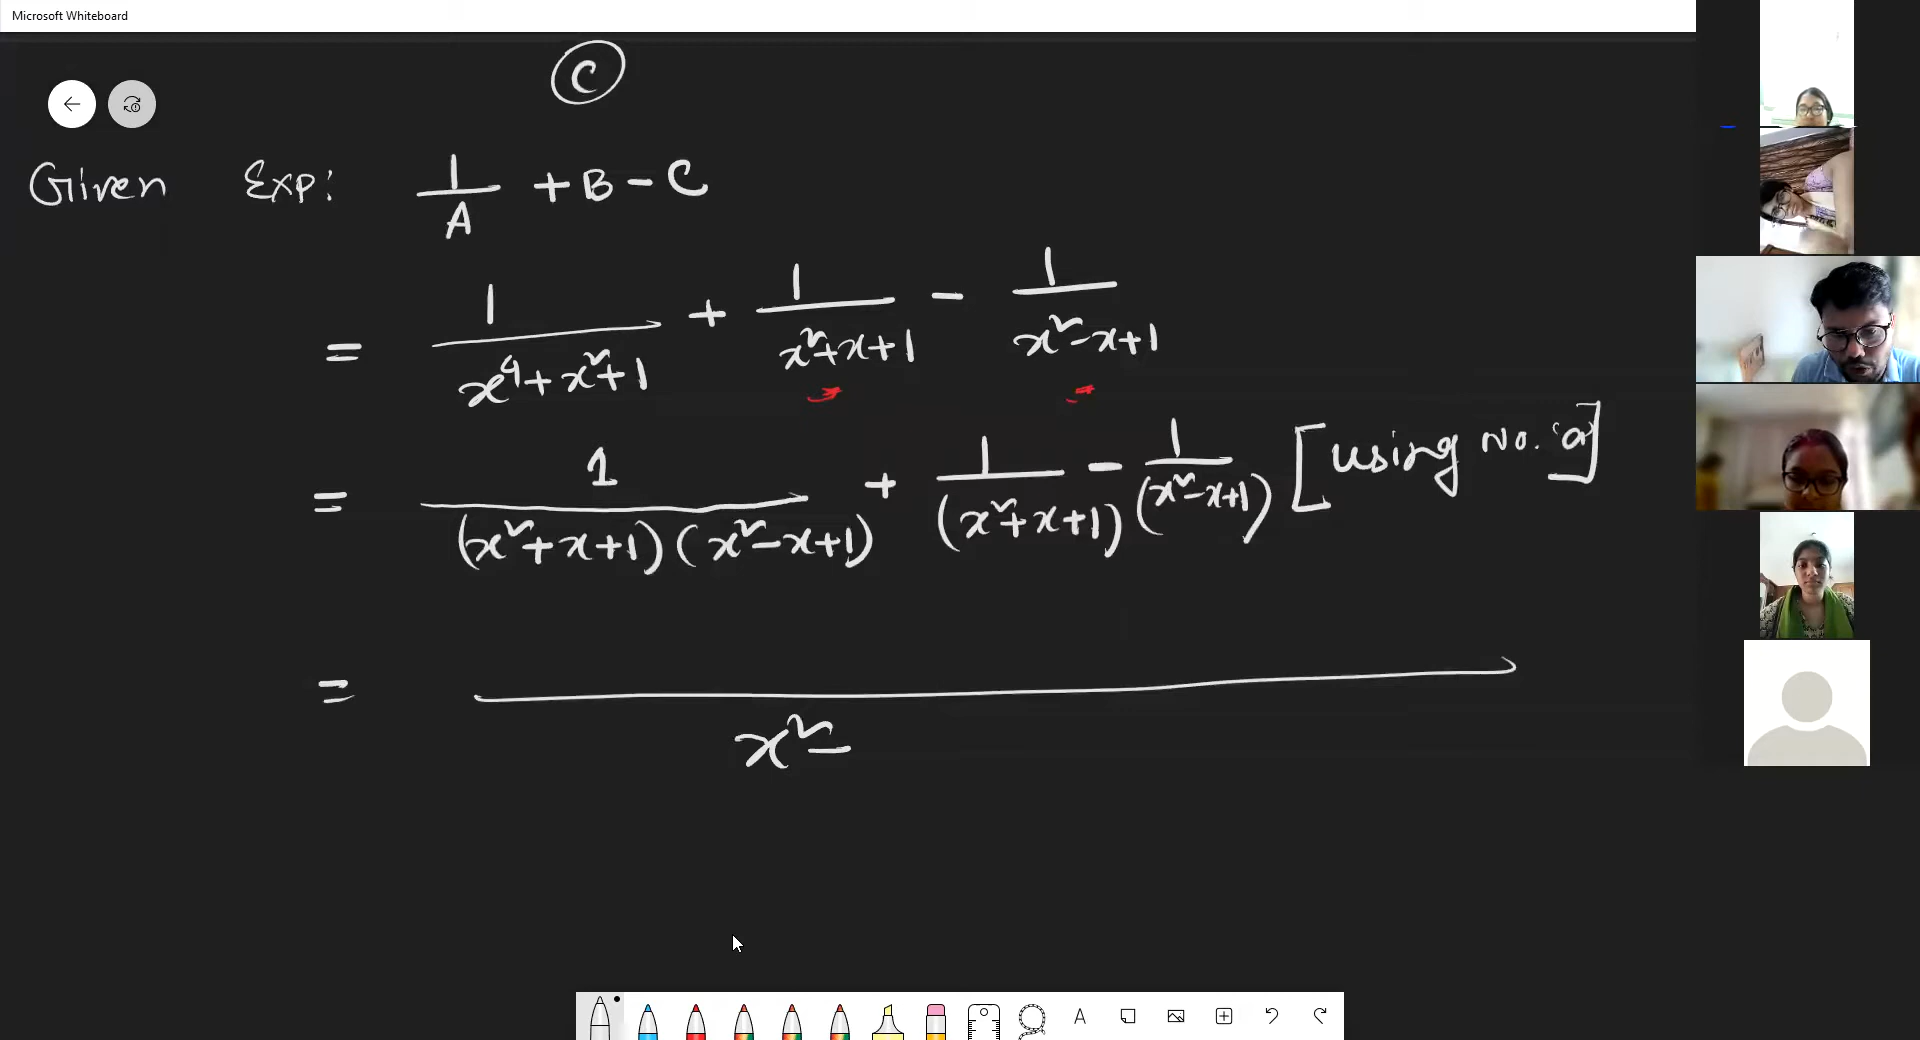 Microsoft Whiteboard
C
Given Exp: 1/A + B - C
= 1/(x⁴+x²+1) + 1/(x²+x+1) - 1/(x²-x+1)
= 1/((x²+x+1)(x²-x+1)) + 1/(x²+x+1) - 1/(x²-x+1) [using No. 'a']
= x²-
A